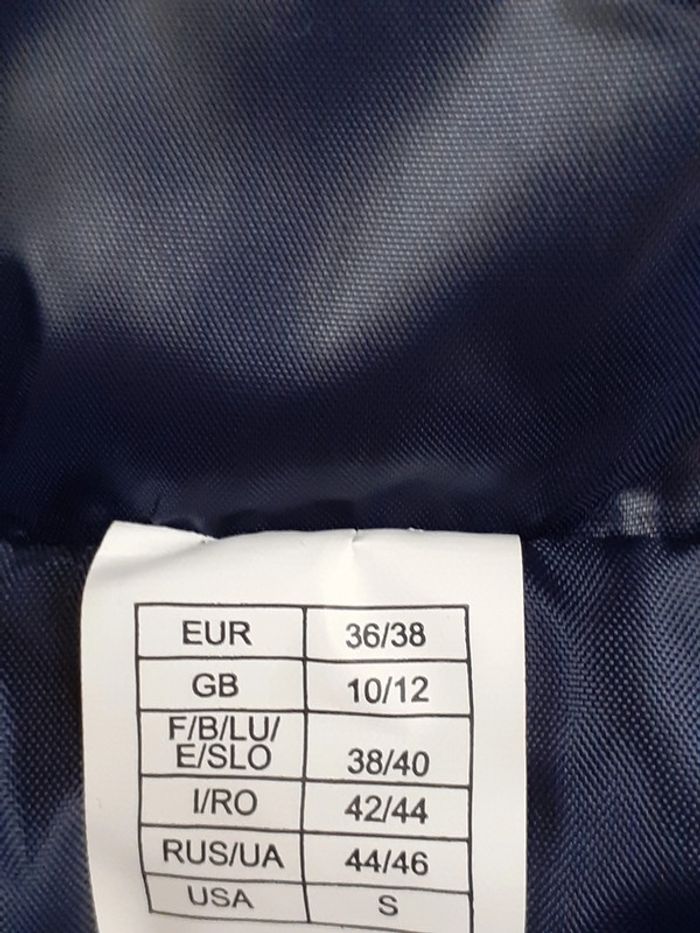 EUR 36/38
GB 10/12
F/B/LU/
E/SLO 38/40
I/RO 42/44
RUS/UA 44/46
USA S